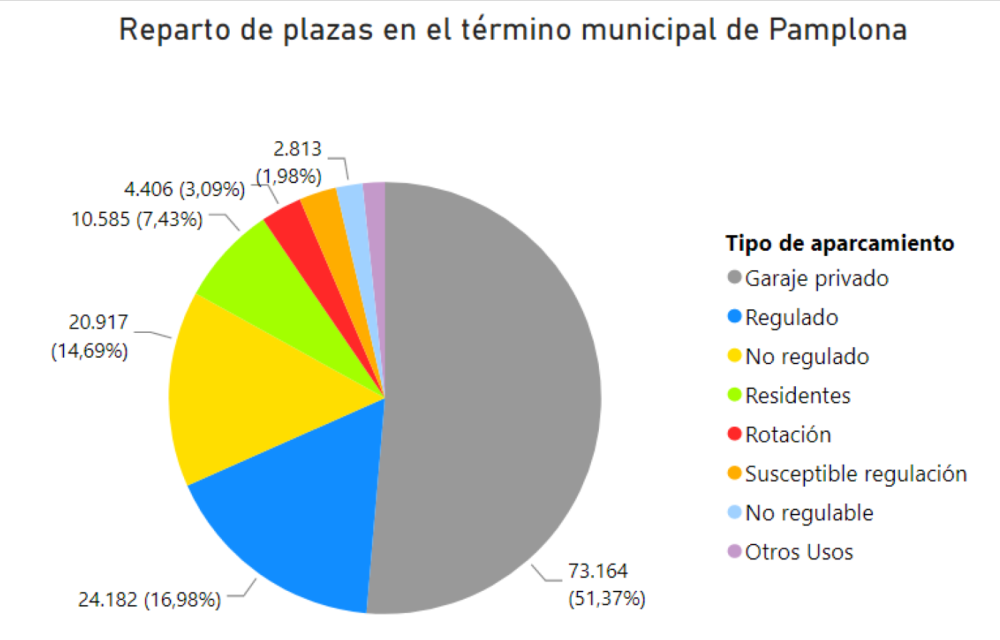 Reparto de plazas en el término municipal de Pamplona
2.813
(1,98%)
4.406 (3,09%)
10.585 (7,43%)
20.917
(14,69%)
24.182 (16,98%)
73.164
(51,37%)
Tipo de aparcamiento
Garaje privado
Regulado
No regulado
Residentes
Rotación
Susceptible regulación
No regulable
Otros Usos